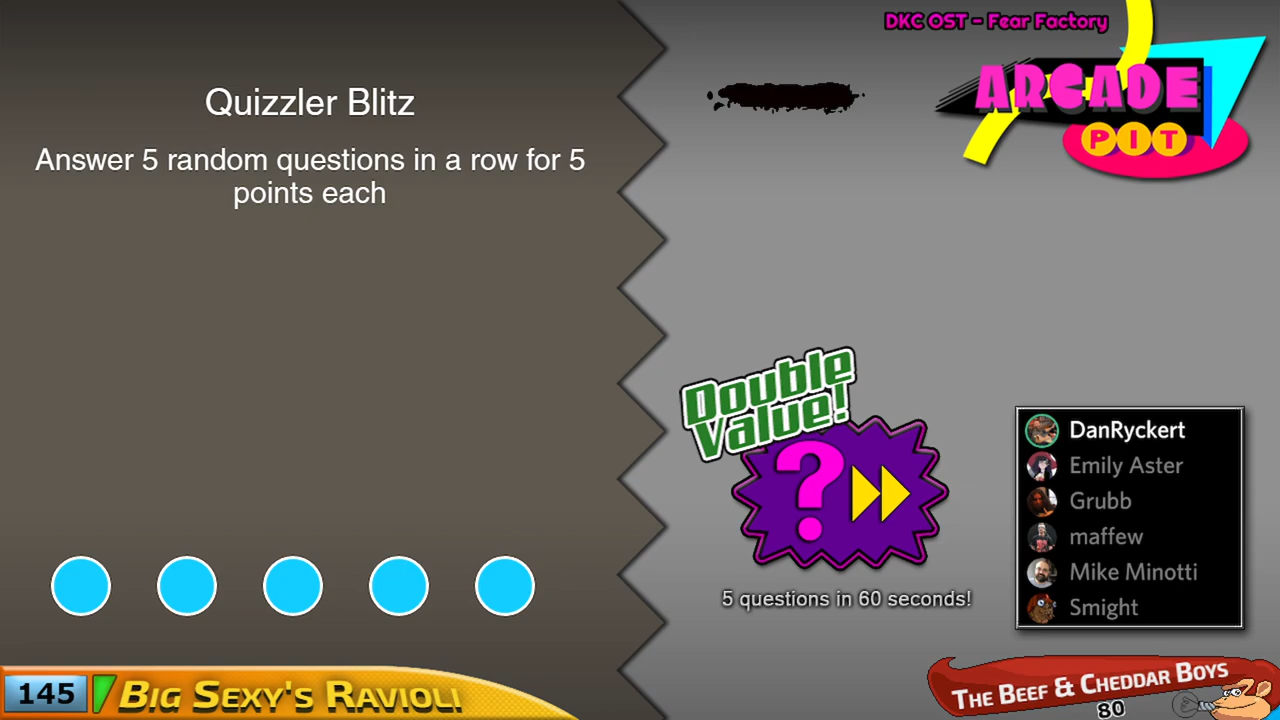 DKC OST - Fear Factory
ARCADE
PIT
Quizzler Blitz
Answer 5 random questions in a row for 5
points each
Double
Value!
?
5 questions in 60 seconds!
DanRyckert
Emily Aster
Grubb
maffew
Mike Minotti
Smight
145
Big Sexy's Ravioli
The Beef & Cheddar Boys
80